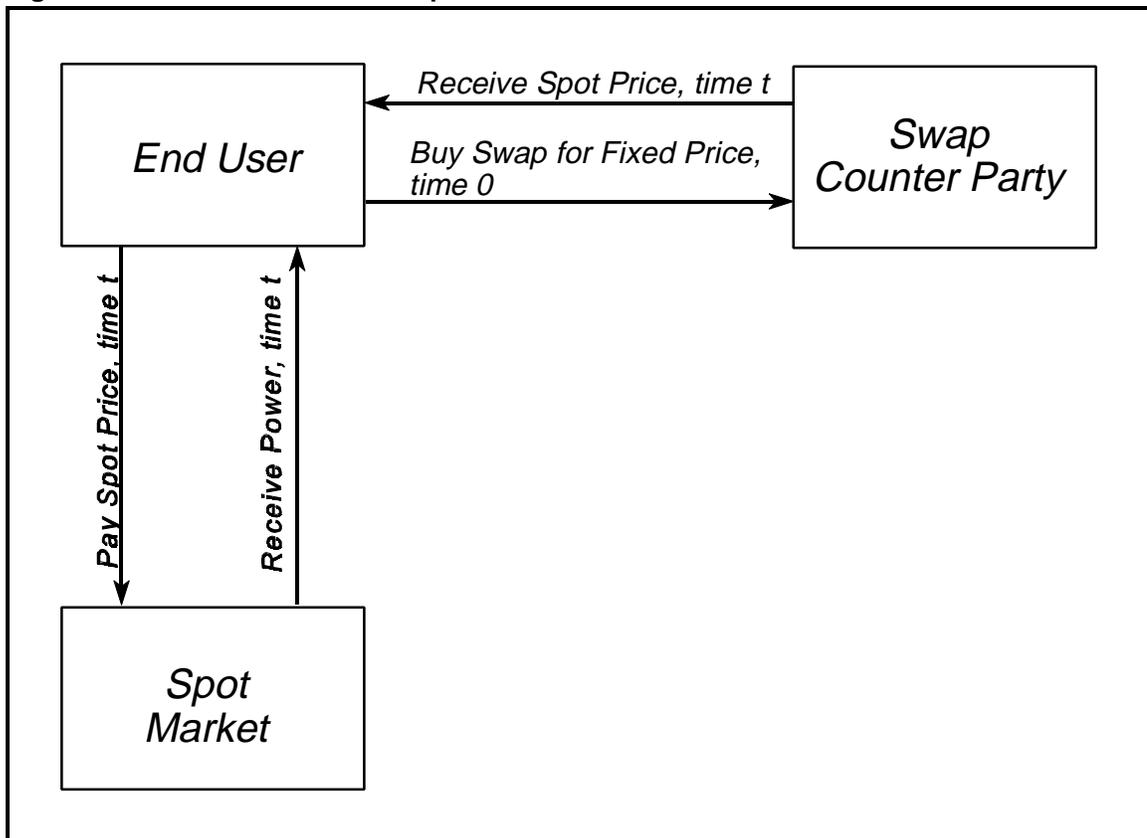 End User
Receive Spot Price, time t
Buy Swap for Fixed Price,
time 0
Swap
Counter Party
Pay Spot Price, time t
Receive Power, time t
Spot
Market